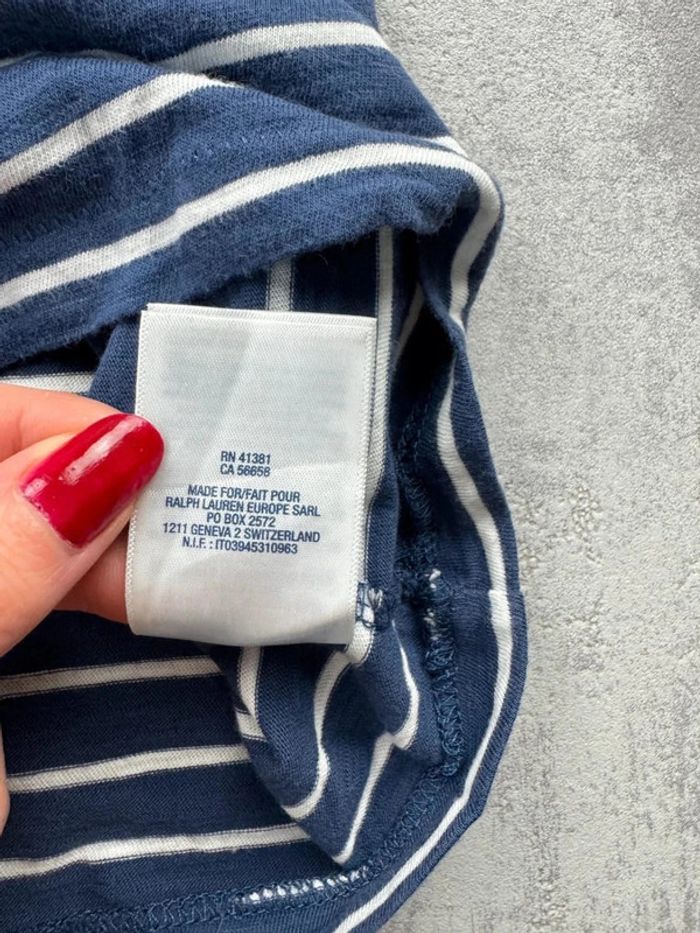 RN 41381
CA 56658
MADE FOR/FAIT POUR
RALPH LAUREN EUROPE SARL
PO BOX 2572
1211 GENEVA 2 SWITZERLAND
N.I.F. : IT03945310963